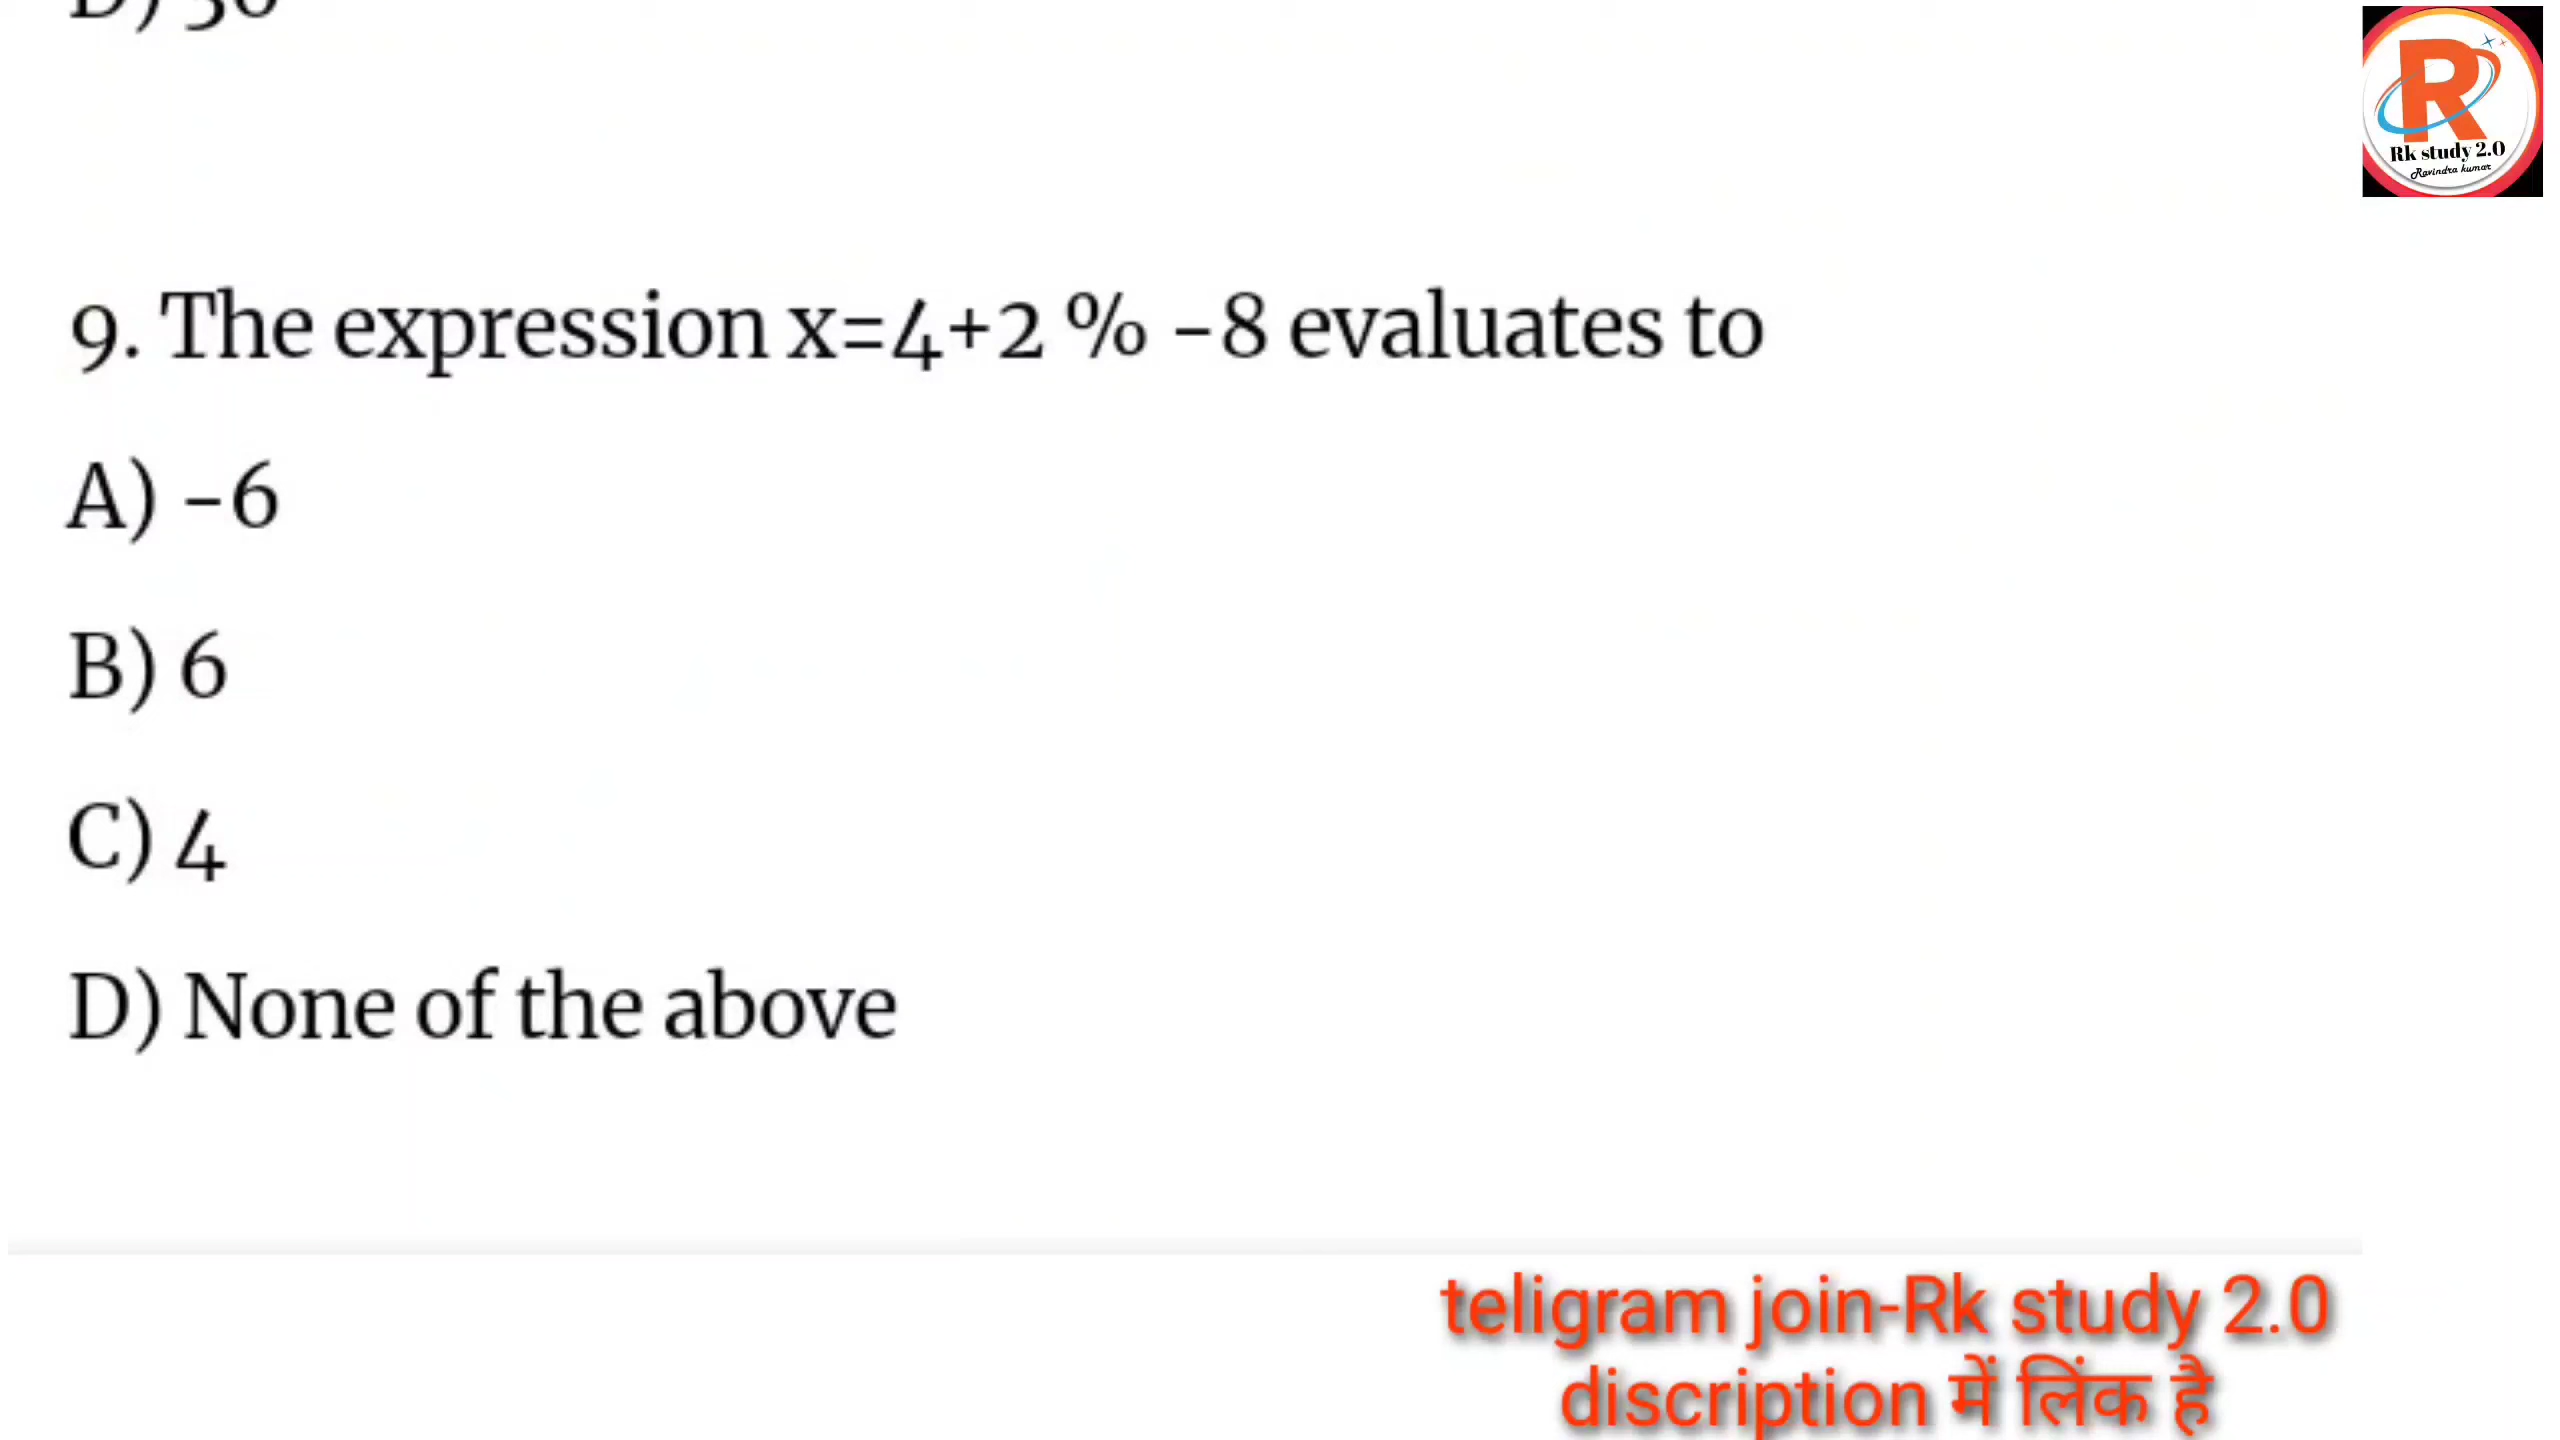 Rk study 2.0
Ravindra kumar
9. The expression x=4+2 % -8 evaluates to
A) -6
B) 6
C) 4
D) None of the above
teligram join-Rk study 2.0
discription में लिंक है